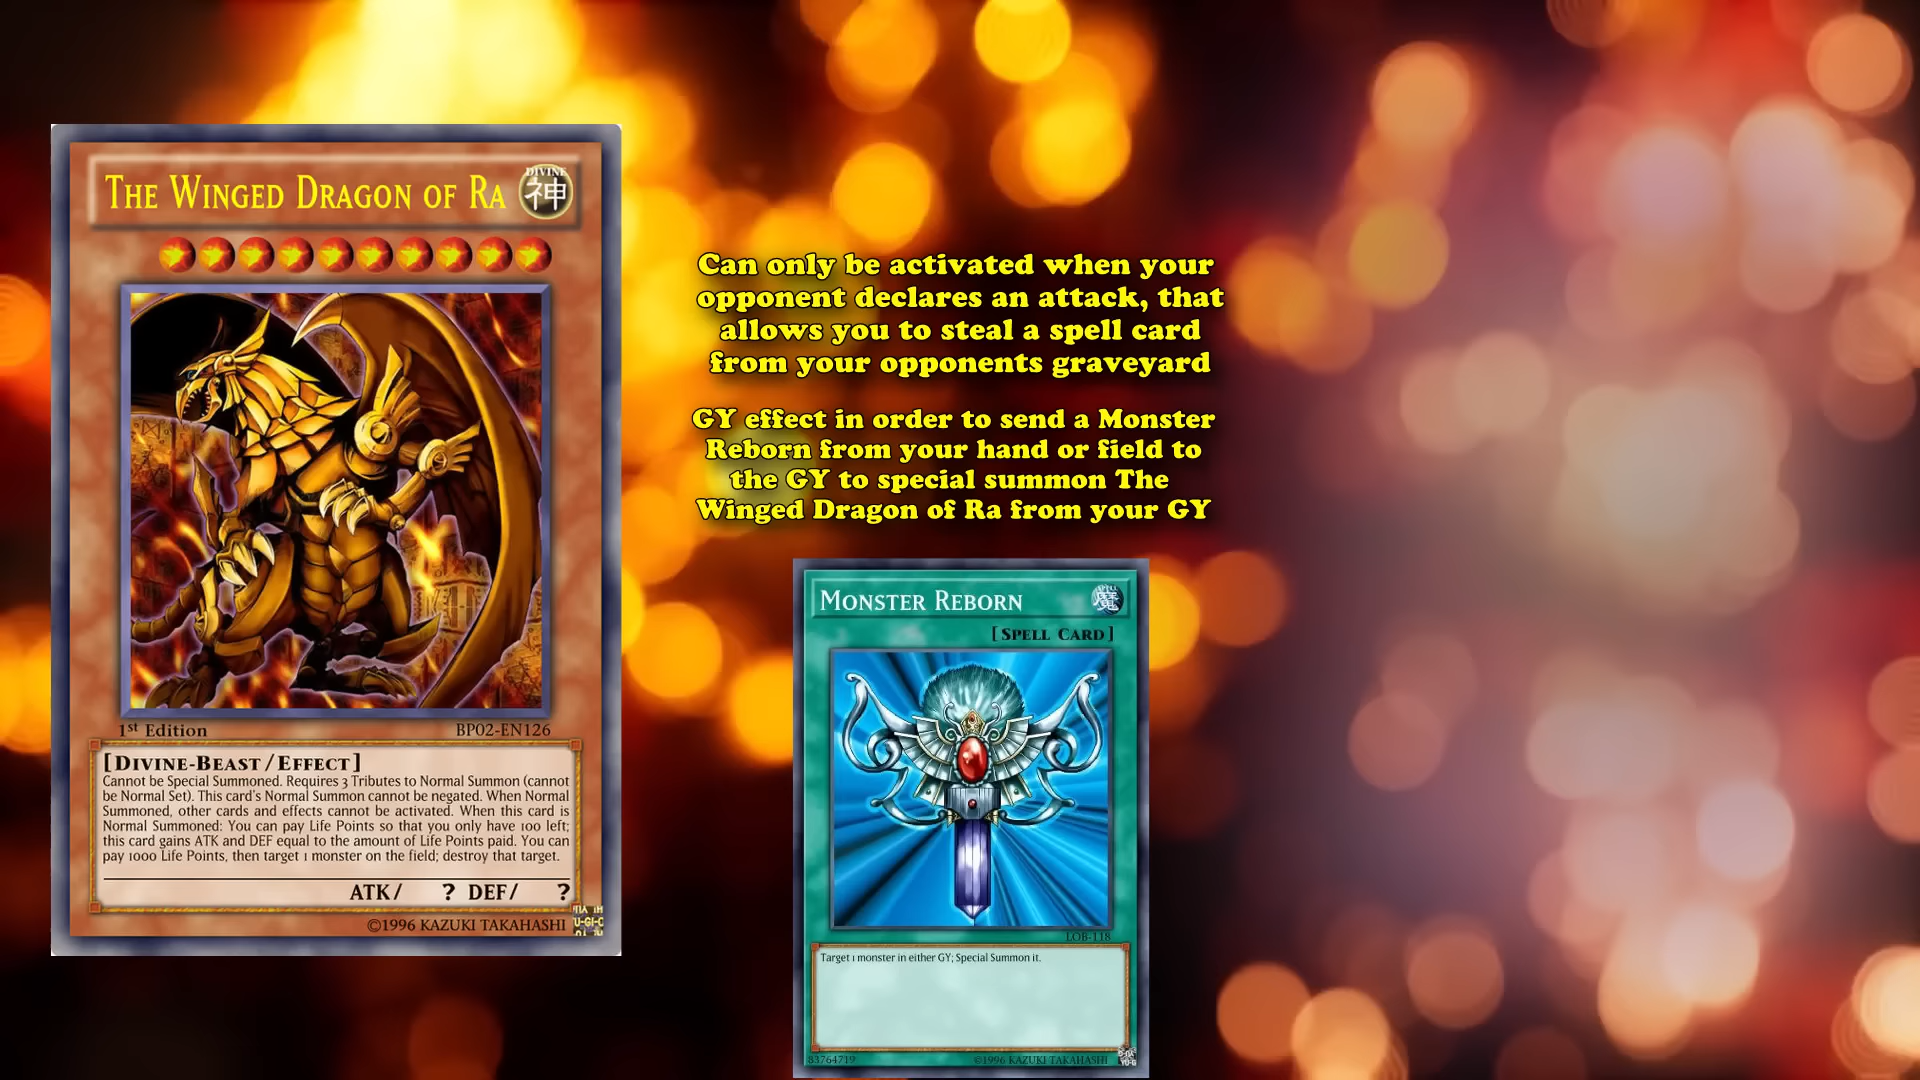 The Winged Dragon of Ra
DIVINE
神
1st Edition BP02-EN126
[Divine-Beast/Effect]
Cannot be Special Summoned. Requires 3 Tributes to Normal Summon (cannot
be Normal Set). This card's Normal Summon cannot be negated. When Normal
Summoned, other cards and effects cannot be activated. When this card is
Normal Summoned: You can pay Life Points so that you only have 100 left;
this card gains ATK and DEF equal to the amount of Life Points paid. You can
pay 1000 Life Points, then target 1 monster on the field; destroy that target.
ATK/ ? DEF/ ?
©1996 KAZUKI TAKAHASHI
Can only be activated when your
opponent declares an attack, that
allows you to steal a spell card
from your opponents graveyard
GY effect in order to send a Monster
Reborn from your hand or field to
the GY to special summon The
Winged Dragon of Ra from your GY
Monster Reborn
魔
[Spell Card]
LOB-118
Target 1 monster in either GY; Special Summon it.
83764719 ©1996 KAZUKI TAKAHASHI